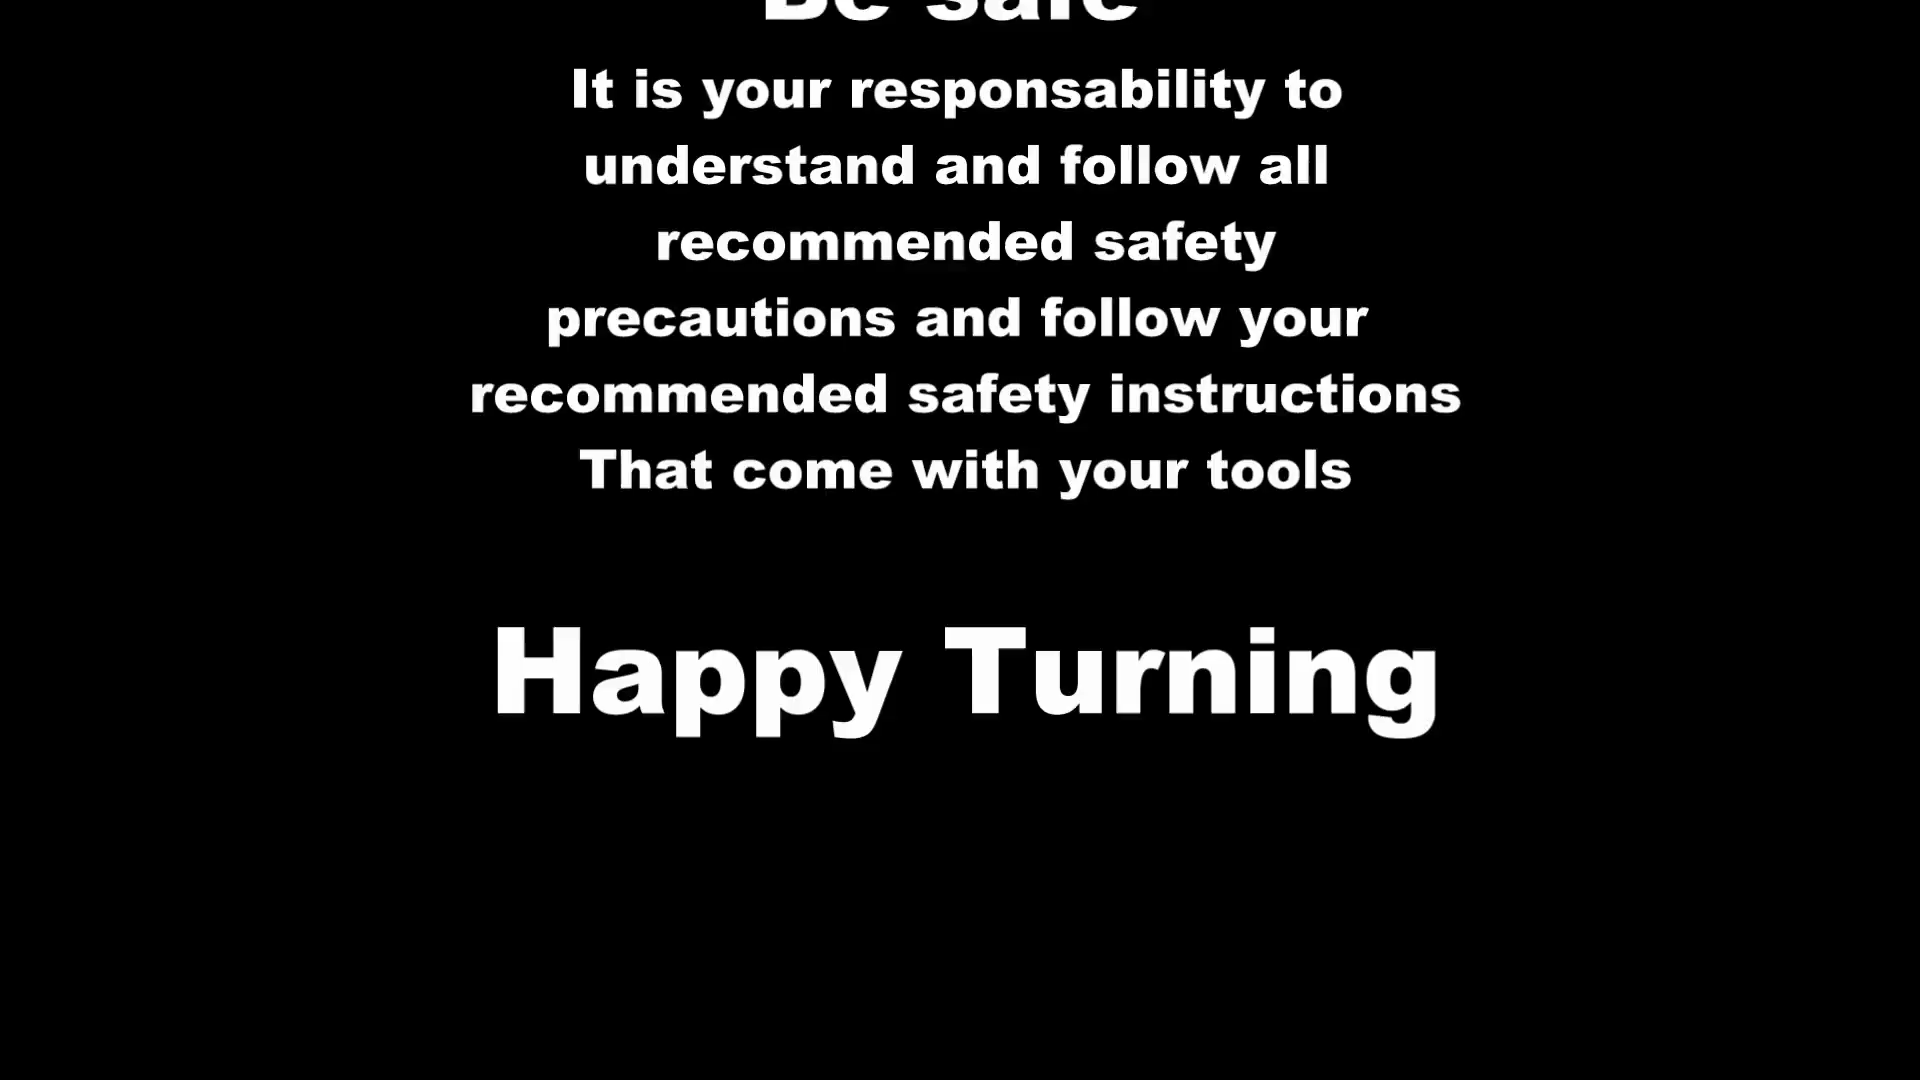 Be safe
It is your responsability to
understand and follow all
recommended safety
precautions and follow your
recommended safety instructions
That come with your tools
Happy Turning